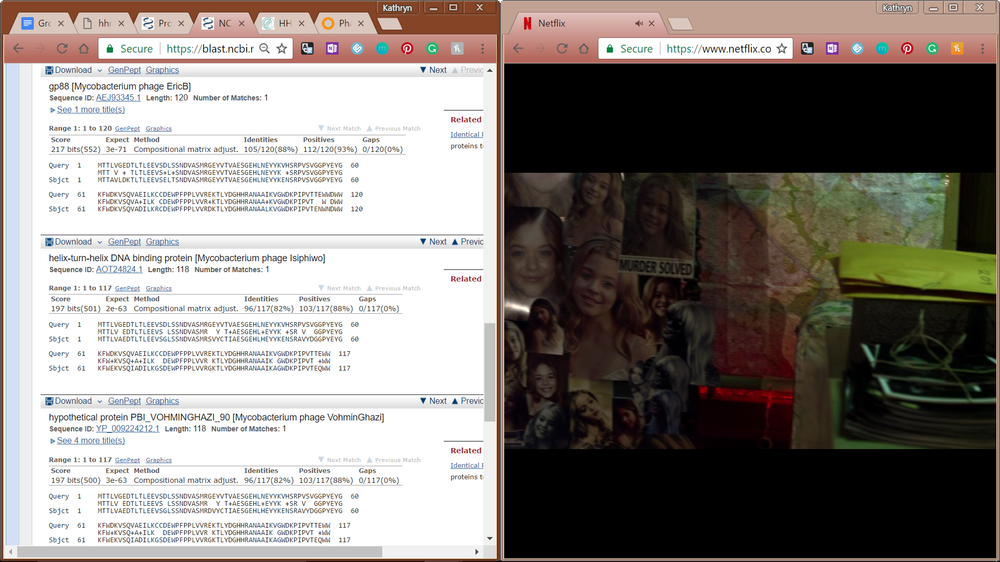 Kathryn
Grc
hhr
Pro
NC
HH
Pha
Secure
https://blast.ncbi.r
Download GenPept Graphics Next Previo
gp88 [Mycobacterium phage EricB]
Sequence ID: AEJ93345.1 Length: 120 Number of Matches: 1
See 1 more title(s)
Related
Identical P
proteins to
Range 1: 1 to 120 GenPept Graphics Next Match Previous Match
Score Expect Method Identities Positives Gaps
217 bits(552) 3e-71 Compositional matrix adjust. 105/120(88%) 112/120(93%) 0/120(0%)
Query 1 MTTLVGEDTLTLEEVSDLSSNDVASMRGEYVTVAESGEHLNEYYKVHSRPVSVGGPYEYG 60
MTT V + TLTLEEVS+L+SNDVASMRGEYVTVAESGEHLNEYYK +SRPVSVGGPYEYG
Sbjct 1 MTTAVLDKTLTLEEVSELTSNDVASMRGEYVTVAESGEHLNEYYKENSRPVSVGGPYEYG 60
Query 61 KFWDKVSQVAEILKCCDEWPFPPLVVREKTLYDGHHRANAAIKVGWDKPIPVTTEWWDWW 120
KFWDKVSQVA+ILK CDEWPFPPLVVR+KTLYDGHHRANAA+KVGWDKPIPVT  W DWW
Sbjct 61 KFWDKVSQVADILKRCDEWPFPPLVVRDKTLYDGHHRANAALKVGWDKPIPVTENWNDWW 120
Download GenPept Graphics Next Previo
helix-turn-helix DNA binding protein [Mycobacterium phage Isiphiwo]
Sequence ID: AOT24824.1 Length: 118 Number of Matches: 1
Related
Range 1: 1 to 117 GenPept Graphics Next Match Previous Match
Score Expect Method Identities Positives Gaps
197 bits(501) 2e-63 Compositional matrix adjust. 96/117(82%) 103/117(88%) 0/117(0%)
Query 1 MTTLVGEDTLTLEEVSDLSSNDVASMRGEYVTVAESGEHLNEYYKVHSRPVSVGGPYEYG 60
MTTLV EDTLTLEEVS LSSNDVASMR  Y T+AESGEHL+EYYK +SR V  GGPYEYG
Sbjct 1 MTTLVAEDTLTLEEVSGLSSNDVASMRSVYCTIAESGEHLHEYYKENSRAVYDGGPYEYG 60
Query 61 KFWDKVSQVAEILKCCDEWPFPPLVVREKTLYDGHHRANAAIKVGWDKPIPVTTEWW 117
KFW+KVSQ+A+ILK  DEWPFPPLVVR KTLYDGHHRANAAIK GWDKPIPVT +WW
Sbjct 61 KFWEKVSQIADILKGSDEWPFPPLVVRGKTLYDGHHRANAAIKAGWDKPIPVTEQWW 117
Download GenPept Graphics Next Previo
hypothetical protein PBI_VOHMINGHAZI_90 [Mycobacterium phage VohminGhazi]
Sequence ID: YP_009224212.1 Length: 118 Number of Matches: 1
See 4 more title(s)
Related
Identical P
proteins to
Range 1: 1 to 117 GenPept Graphics Next Match Previous Match
Score Expect Method Identities Positives Gaps
197 bits(500) 3e-63 Compositional matrix adjust. 96/117(82%) 103/117(88%) 0/117(0%)
Query 1 MTTLVGEDTLTLEEVSDLSSNDVASMRGEYVTVAESGEHLNEYYKVHSRPVSVGGPYEYG 60
MTTLV EDTLTLEEVS LSSNDVASMR  Y T+AESGEHL+EYYK +SR V  GGPYEYG
Sbjct 1 MTTLVAEDTLTLEEVSGLSSNDVASMRDVYCTIAESGEHLHEYYKENSRAVYDGGPYEYG 60
Query 61 KFWDKVSQVAEILKCCDEWPFPPLVVREKTLYDGHHRANAAIKVGWDKPIPVTTEWW 117
KFW+KVSQ+A+ILK  DEWPFPPLVVR KTLYDGHHRANAAIK GWDKPIPVT +WW
Sbjct 61 KFWEKVSQIADILKGSDEWPFPPLVVRGKTLYDGHHRANAAIKAGWDKPIPVTEQWW 117
Kathryn
Netflix
Secure
https://www.netflix.co
MURDER SOLVED